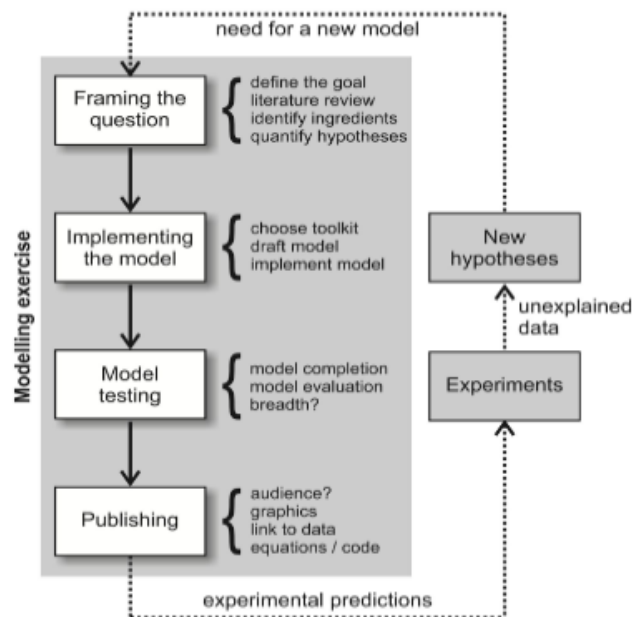 need for a new model
Framing the
question
define the goal
literature review
identify ingredients
quantify hypotheses
Implementing
the model
choose toolkit
draft model
implement model
New
hypotheses
unexplained
data
Modelling exercise
Model
testing
model completion
model evaluation
breadth?
Experiments
Publishing
audience?
graphics
link to data
equations / code
experimental predictions